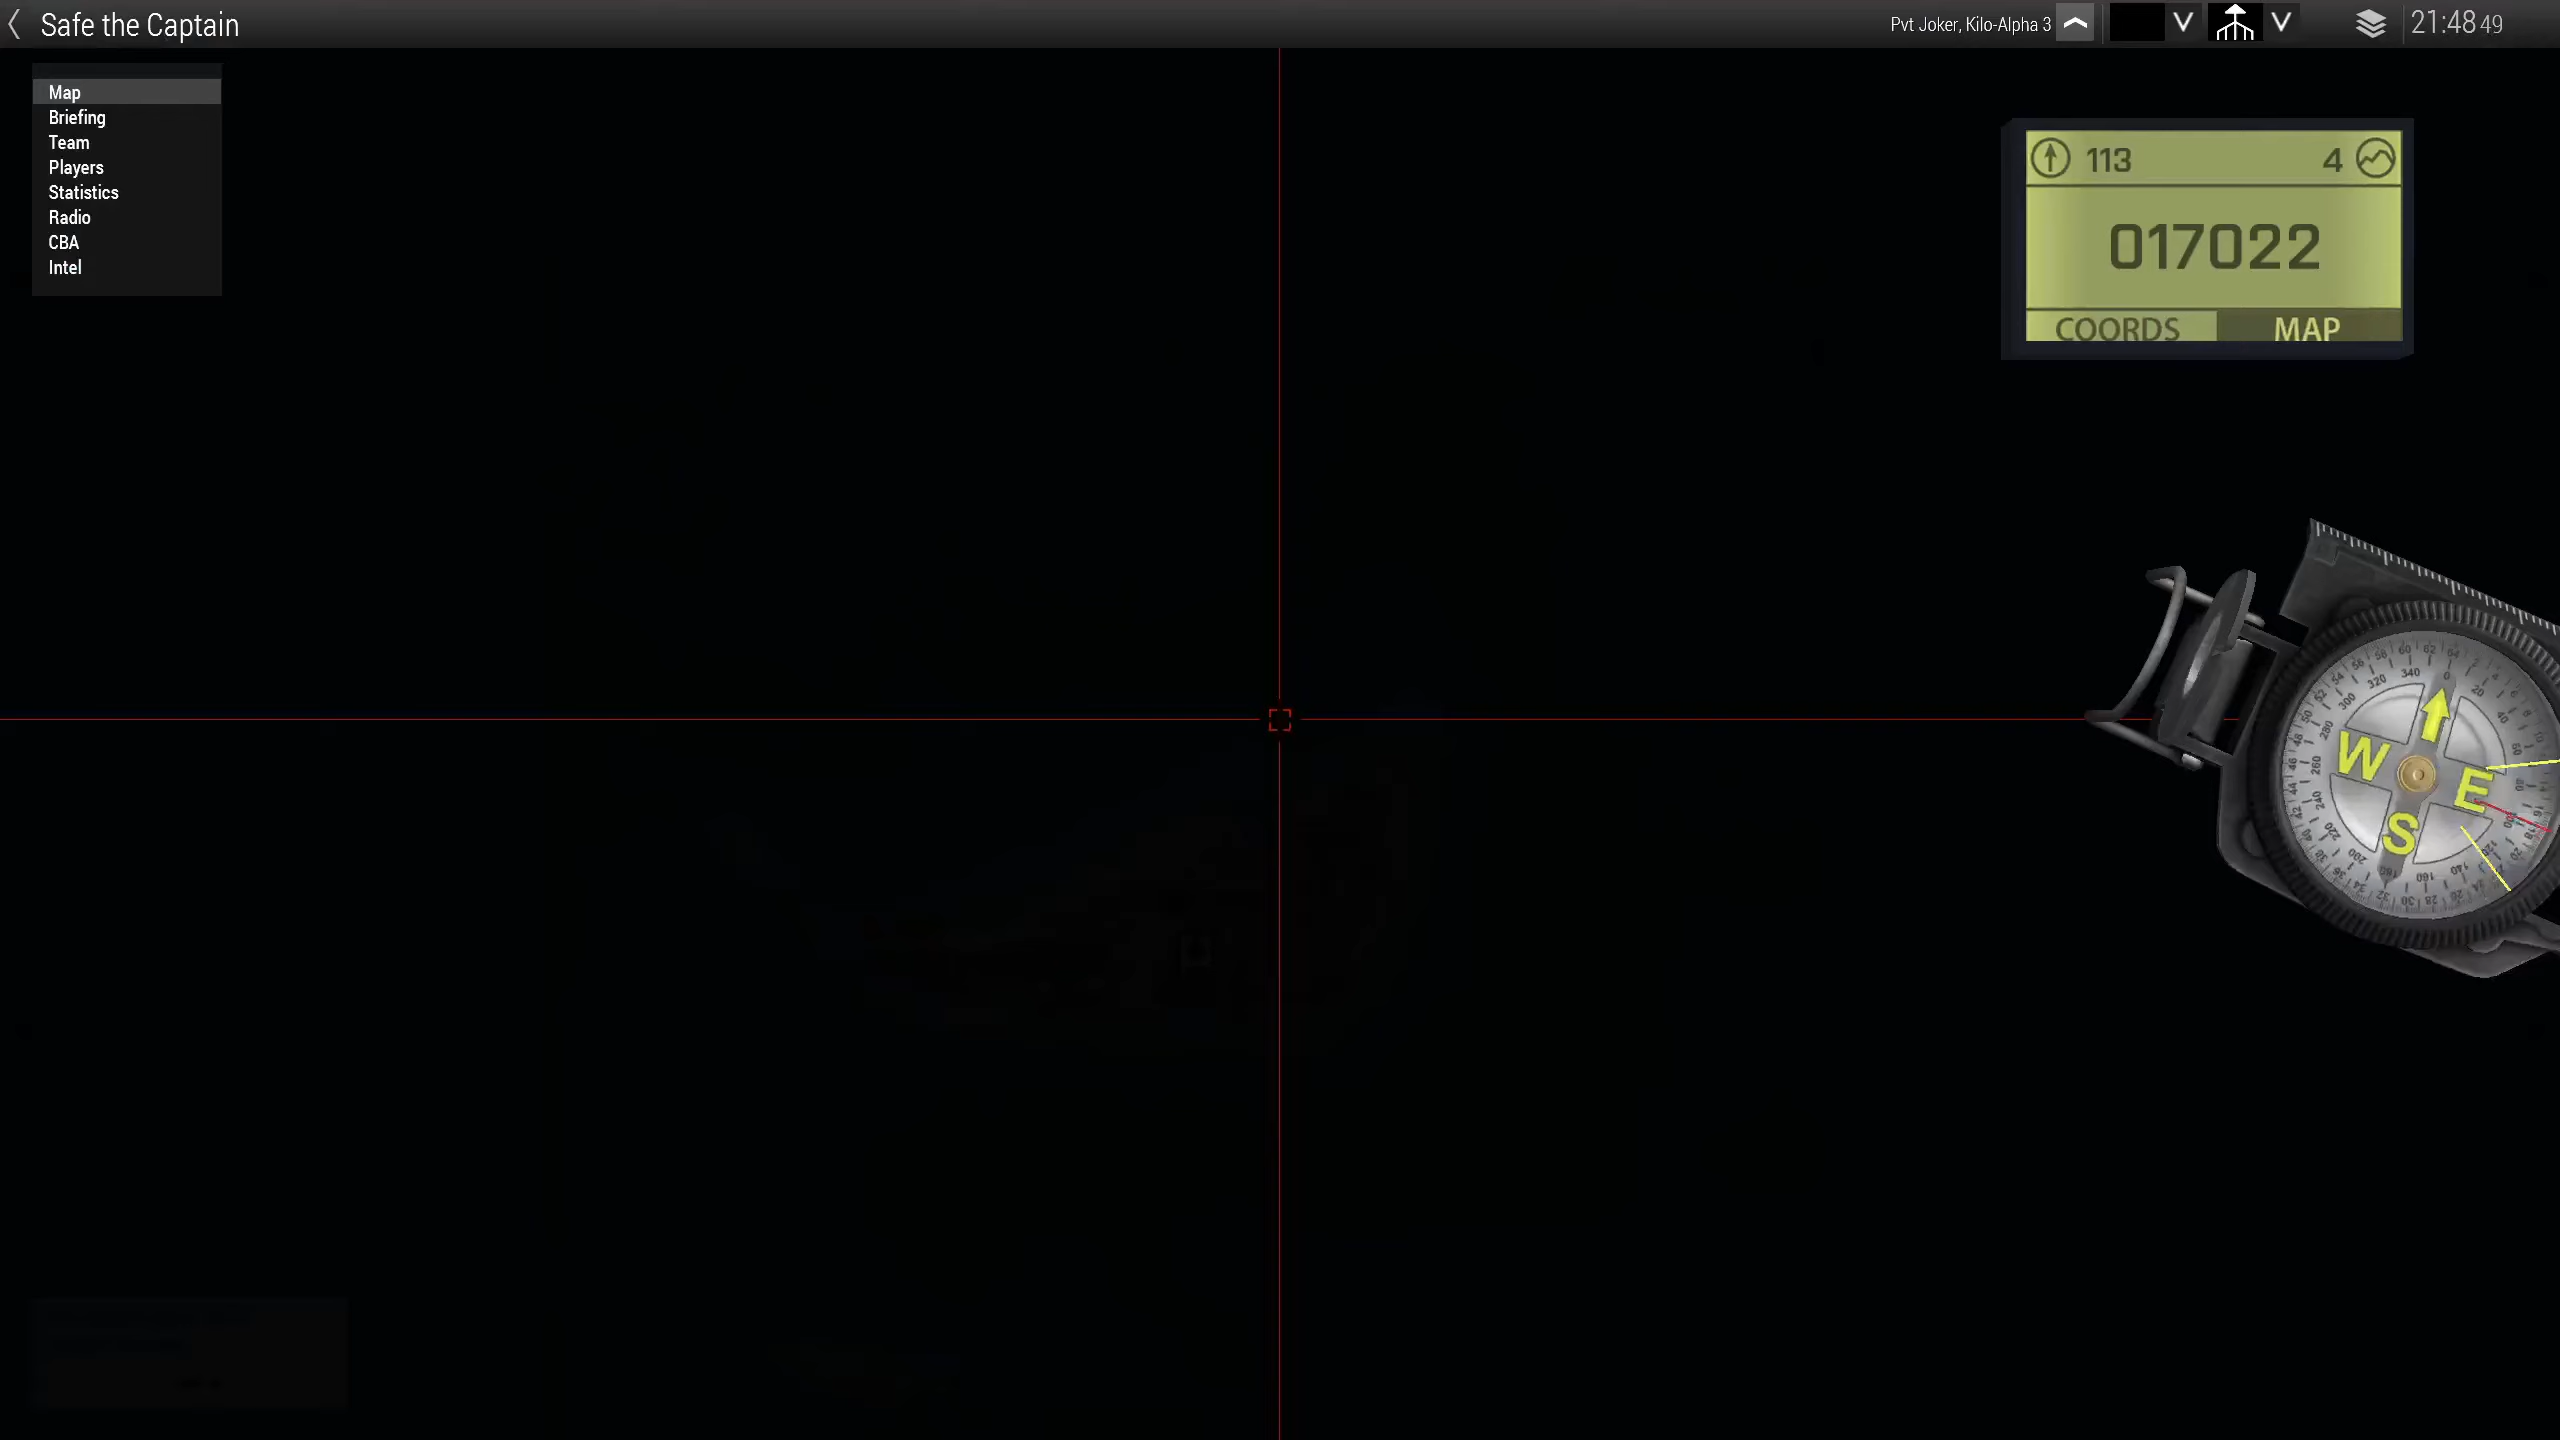 Safe the Captain
Pvt Joker, Kilo-Alpha 3
21:48 49
Map
Briefing
Team
Players
Statistics
Radio
CBA
Intel
113
4
017022
COORDS
MAP
W
E
S